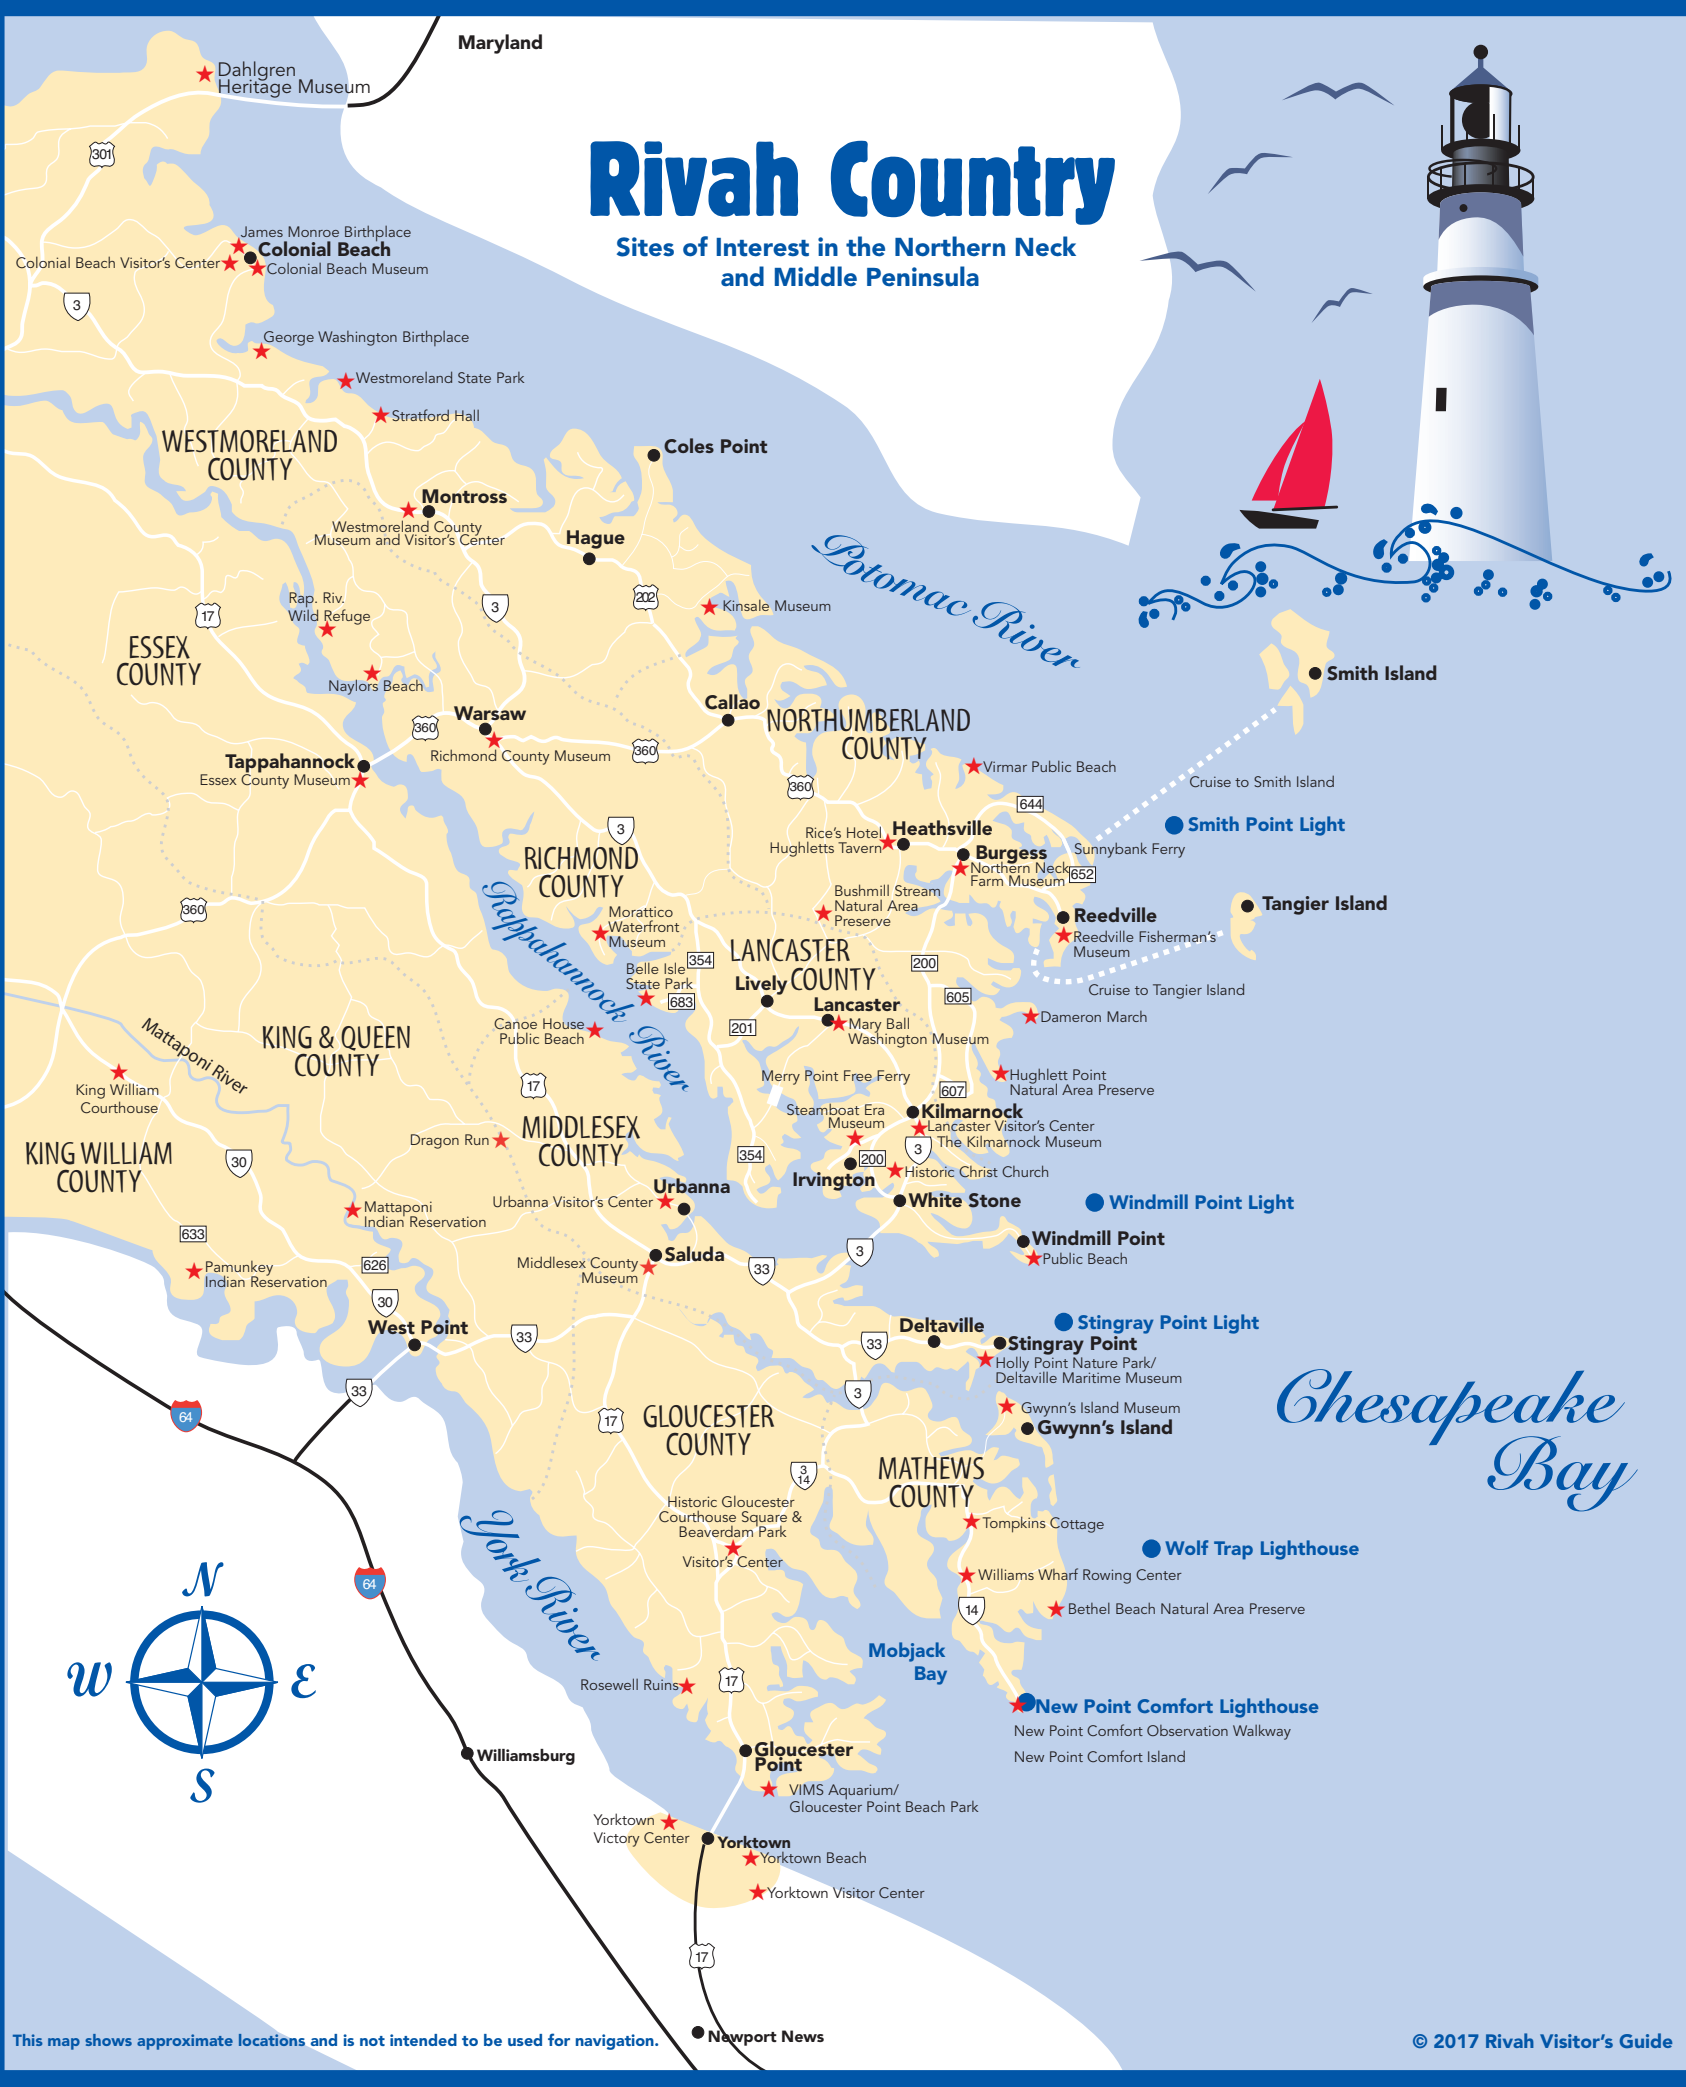 Maryland
Dahlgren
Heritage Museum
301
Rivah Country
Sites of Interest in the Northern Neck
and Middle Peninsula
James Monroe Birthplace
Colonial Beach
Colonial Beach Visitor's Center
Colonial Beach Museum
3
George Washington Birthplace
Westmoreland State Park
Stratford Hall
WESTMORELAND
COUNTY
Coles Point
Montross
Westmoreland County
Museum and Visitor's Center
Hague
Potomac River
Rap. Riv.
Wild Refuge
3
202
Kinsale Museum
17
ESSEX
COUNTY
Naylors Beach
Smith Island
Callao
Warsaw
NORTHUMBERLAND
COUNTY
360
Richmond County Museum
360
Tappahannock
Essex County Museum
Virmar Public Beach
Cruise to Smith Island
360
644
Smith Point Light
3
Rice's Hotel
Hughletts Tavern
Heathsville
Burgess
Sunnybank Ferry
Northern Neck
Farm Museum
652
RICHMOND
COUNTY
Bushmill Stream
Natural Area
Preserve
360
Rappahannock River
Morattico
Waterfront
Museum
Reedville
Reedville Fisherman's
Museum
Tangier Island
LANCASTER
COUNTY
354
200
Belle Isle
State Park
683
Lively
605
Cruise to Tangier Island
Lancaster
Mary Ball
Washington Museum
201
Dameron March
Canoe House
Public Beach
Mattaponi River
KING & QUEEN
COUNTY
King William
Courthouse
17
Merry Point Free Ferry
607
Hughlett Point
Natural Area Preserve
Steamboat Era
Museum
Kilmarnock
Lancaster Visitor's Center
The Kilmarnock Museum
Dragon Run
MIDDLESEX
COUNTY
KING WILLIAM
COUNTY
30
354
200
3
Historic Christ Church
Irvington
Urbanna
Urbanna Visitor's Center
White Stone
Windmill Point Light
Mattaponi
Indian Reservation
633
Windmill Point
Public Beach
Saluda
Middlesex County
Museum
33
3
Pamunkey
Indian Reservation
626
30
West Point
33
Deltaville
33
Stingray Point Light
Stingray Point
Holly Point Nature Park/
Deltaville Maritime Museum
33
3
64
17
GLOUCESTER
COUNTY
Gwynn's Island Museum
Gwynn's Island
Chesapeake
Bay
3
14
MATHEWS
COUNTY
Historic Gloucester
Courthouse Square &
Beaverdam Park
Visitor's Center
Tompkins Cottage
York River
Wolf Trap Lighthouse
64
Williams Wharf Rowing Center
14
Bethel Beach Natural Area Preserve
N
W
E
S
Mobjack
Bay
Rosewell Ruins
17
New Point Comfort Lighthouse
New Point Comfort Observation Walkway
New Point Comfort Island
Williamsburg
Gloucester
Point
VIMS Aquarium/
Gloucester Point Beach Park
Yorktown
Victory Center
Yorktown
Yorktown Beach
Yorktown Visitor Center
17
Newport News
This map shows approximate locations and is not intended to be used for navigation.
© 2017 Rivah Visitor's Guide